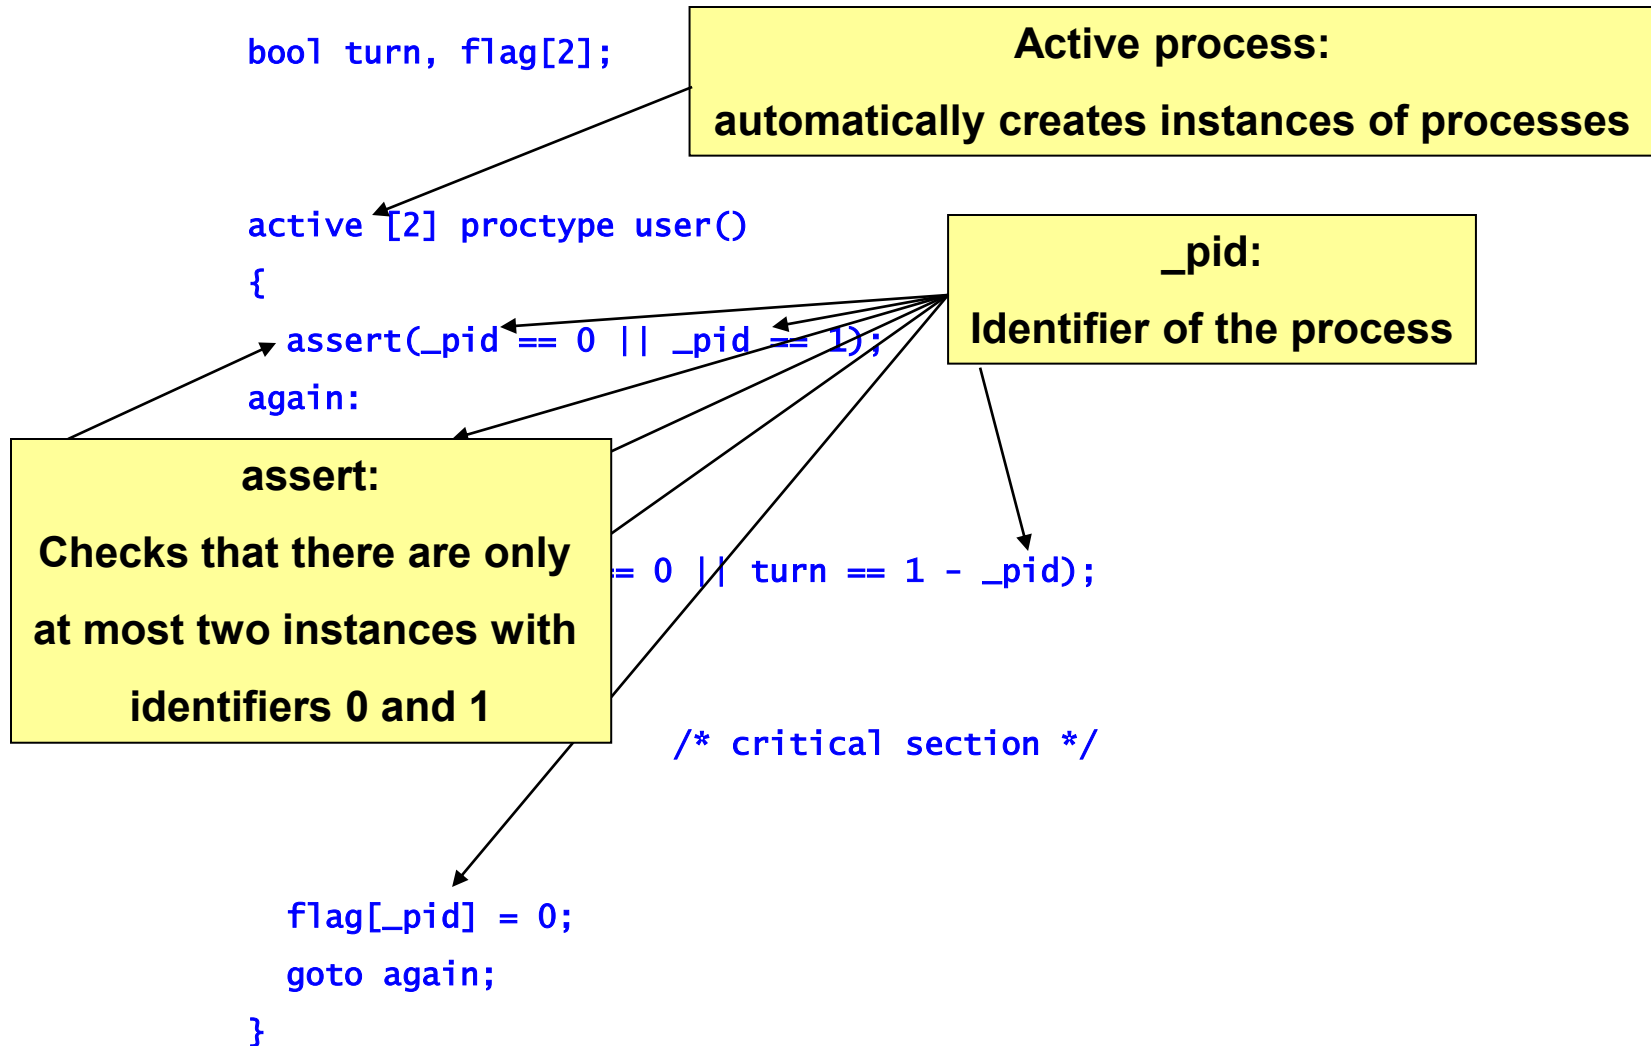 bool turn, flag[2];
Active process:
automatically creates instances of processes
active [2] proctype user()
{
_pid:
Identifier of the process
assert(_pid == 0 || _pid == 1);
again:
assert:
Checks that there are only
at most two instances with
identifiers 0 and 1
== 0 || turn == 1 - _pid);
/* critical section */
flag[_pid] = 0;
goto again;
}